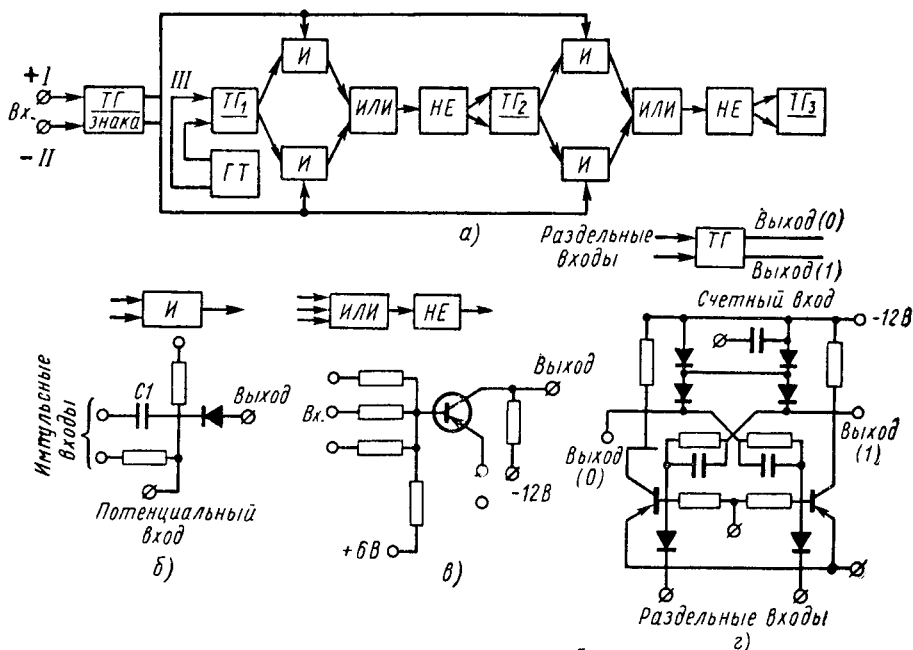 +I
Вх.
-II
ТГ
знака
III
ТГ₁
ГТ
И
И
ИЛИ
НЕ
ТГ₂
И
И
ИЛИ
НЕ
ТГ₃
а)
Раздельные
входы
ТГ
Выход(0)
Выход(1)
И
ИЛИ
НЕ
Импульсные
входы
С1
Выход
Потенциальный
вход
б)
Вх.
Выход
-12В
+6В
в)
Счетный вход
-12В
Выход
(0)
Выход
(1)
Раздельные входы
г)